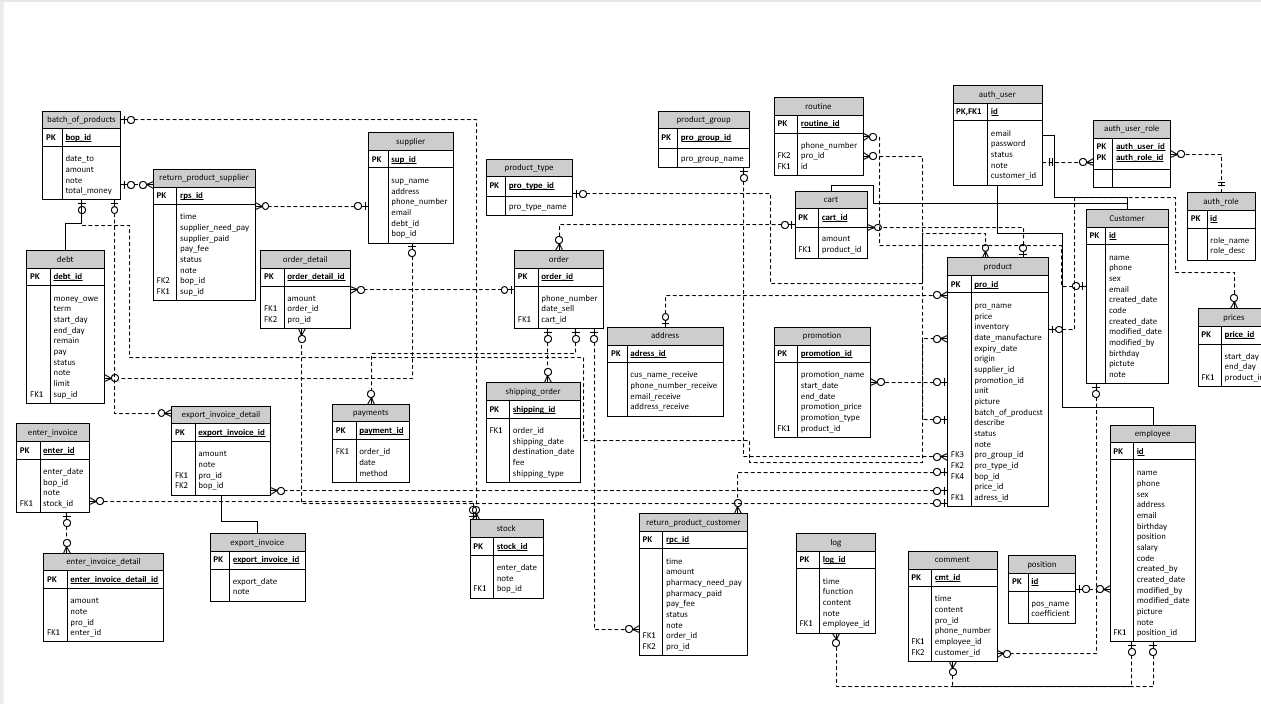 batch_of_products
PK bop_id
date_to
amount
note
total_money
return_product_supplier
PK rps_id
time
supplier_need_pay
supplier_paid
pay_fee
status
note
FK2 bop_id
FK1 sup_id
supplier
PK sup_id
sup_name
address
phone_number
email
debt_id
bop_id
product_type
PK pro_type_id
pro_type_name
product_group
PK pro_group_id
pro_group_name
routine
PK routine_id
phone_number
FK2 pro_id
FK1 id
auth_user
PK,FK1 id
email
password
status
note
customer_id
auth_user_role
PK auth_user_id
PK auth_role_id
auth_role
PK id
role_name
role_desc
cart
PK cart_id
amount
FK1 product_id
Customer
PK id
name
phone
sex
email
created_date
code
created_date
modified_date
modified_by
birthday
picture
note
debt
PK debt_id
money_owe
term
start_day
end_day
remain
pay
status
note
limit
FK1 sup_id
order_detail
PK order_detail_id
amount
FK1 order_id
FK2 pro_id
order
PK order_id
phone_number
date_sell
FK1 cart_id
product
PK pro_id
pro_name
price
inventory
date_manufacture
expiry_date
origin
supplier_id
promotion_id
unit
picture
batch_of_producst
describe
status
note
FK3 pro_group_id
FK2 pro_type_id
FK4 bop_id
price_id
FK1 adress_id
prices
PK price_id
start_day
end_day
FK1
address
PK adress_id
cus_name_receive
phone_number_receive
email_receive
address_receive
promotion
PK promotion_id
promotion_name
start_date
end_date
promotion_price
promotion_type
FK1 product_id
shipping_order
PK shipping_id
FK1 order_id
shipping_date
destination_date
fee
shipping_type
payments
PK payment_id
FK1 order_id
date
method
export_invoice_detail
PK export_invoice_id
amount
note
FK1 pro_id
FK2 bop_id
enter_invoice
PK enter_id
enter_date
bop_id
note
FK1 stock_id
employee
PK id
name
phone
sex
address
email
birthday
position
salary
code
created_by
created_date
modified_by
modified_date
picture
note
FK1 position_id
enter_invoice_detail
PK enter_invoice_detail_id
amount
note
pro_id
FK1 enter_id
export_invoice
PK export_invoice_id
export_date
note
stock
PK stock_id
enter_date
note
FK1 bop_id
return_product_customer
PK rpc_id
time
amount
pharmacy_need_pay
pharmacy_paid
pay_fee
status
note
FK1 order_id
FK2 pro_id
log
PK log_id
time
function
content
note
FK1 employee_id
comment
PK cmt_id
time
content
pro_id
phone_number
FK1 employee_id
FK2 customer_id
position
PK id
pos_name
coefficient